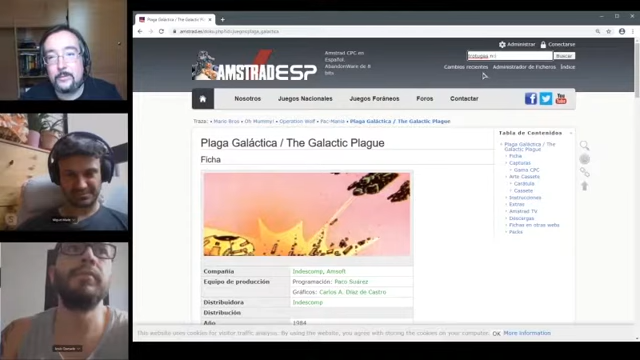 Plaga Galáctica / The Galactic Pl
amstrad.es
Administrar Conectarse
Buscar
Cambios recientes Administrador de Ficheros Índice
AMSTRADESP
Amstrad CPC en
Español.
AbandonWare de 8
bits
Nosotros Juegos Nacionales Juegos Foráneos Foros Contactar
Traza: • Mario Bros • Oh Mummy! • Operation Wolf • Pac-Mania • Plaga Galáctica / The Galactic Plague
Plaga Galáctica / The Galactic Plague
Ficha
Compañía Indescomp, Amsoft
Equipo de producción Programación: Paco Suárez
Gráficos: Carlos A. Díaz de Castro
Distribuidora Indescomp
Distribución
Año 1984
Tabla de Contenidos
Plaga Galáctica / The
Galactic Plague
Ficha
Capturas
Gama CPC
Arte Cassete
Carátula
Cassete
Instrucciones
Extras
Amstrad TV
Descargas
Fichas en otras webs
Packs
This website uses cookies for visitor traffic analysis. By using the website, you agree with storing the cookies on your computer. OK More information